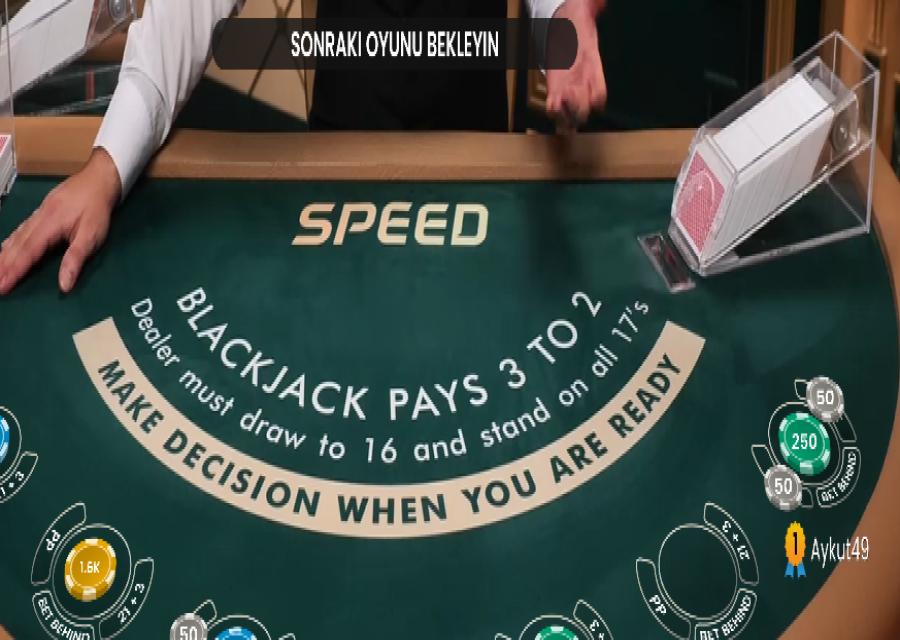 SONRAKI OYUNU BEKLEYIN
SPEED
BLACKJACK PAYS 3 TO 2
Dealer must draw to 16 and stand on all 17's
MAKE DECISION WHEN YOU ARE READY
50
250
50
BET BEHIND
1
Aykut49
PP
1.6K
21 + 3
BET BEHIND
21 + 3
PP
BET BEHIND
50